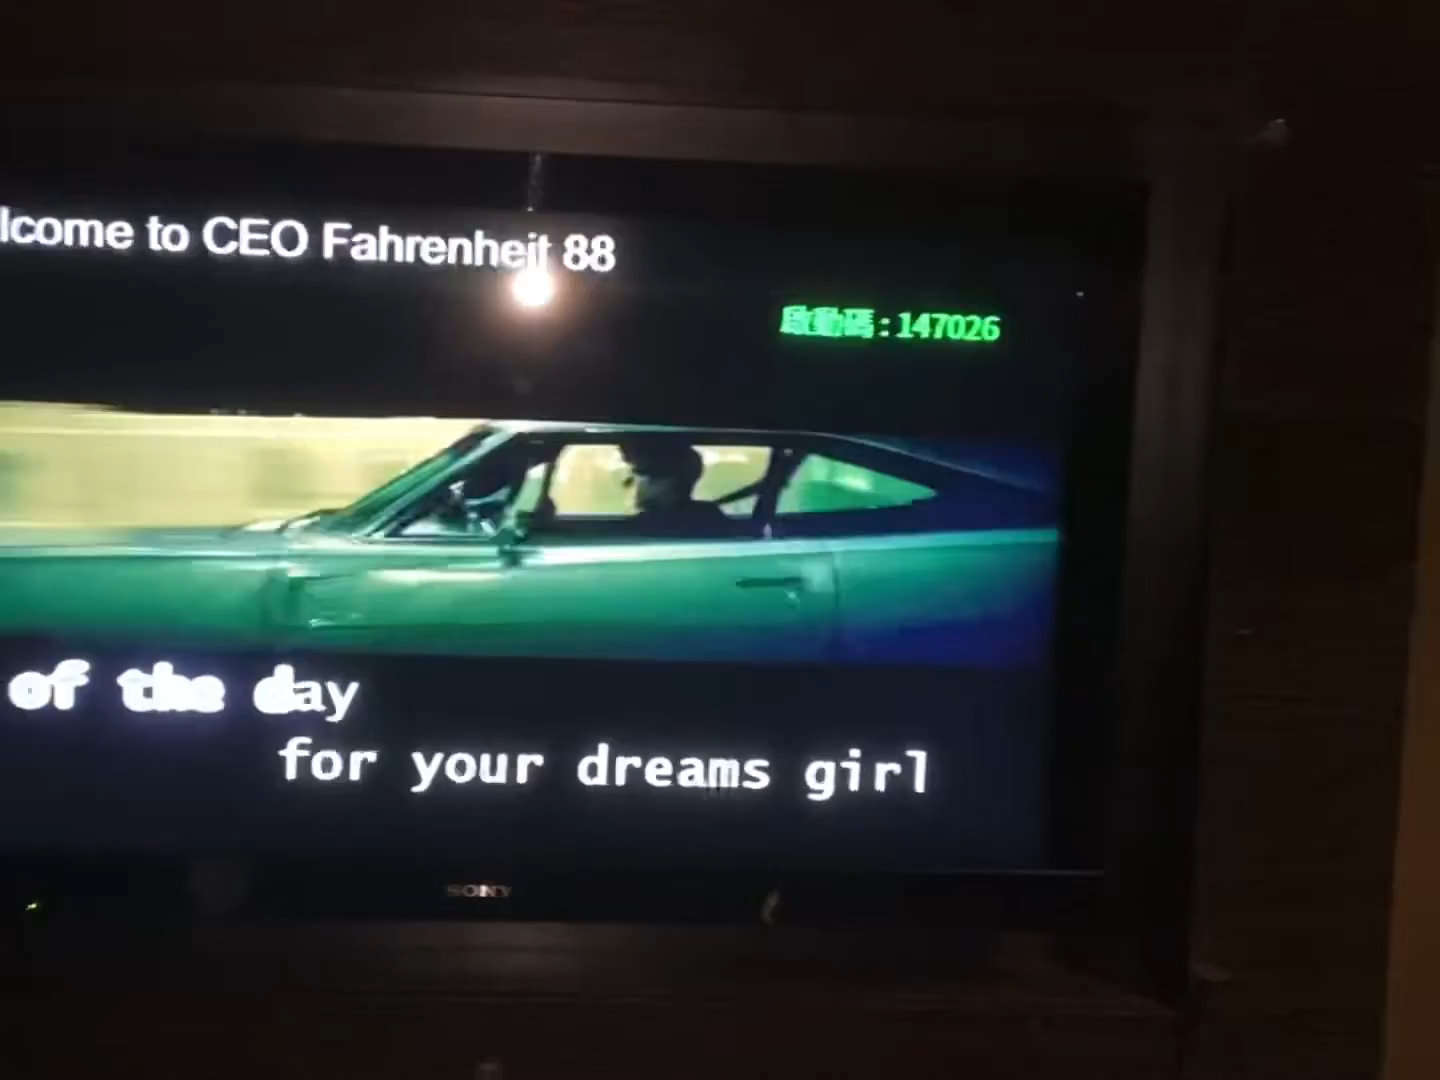 lcome to CEO Fahrenheit 88
啟動碼:147026
of the day
for your dreams girl
SONY